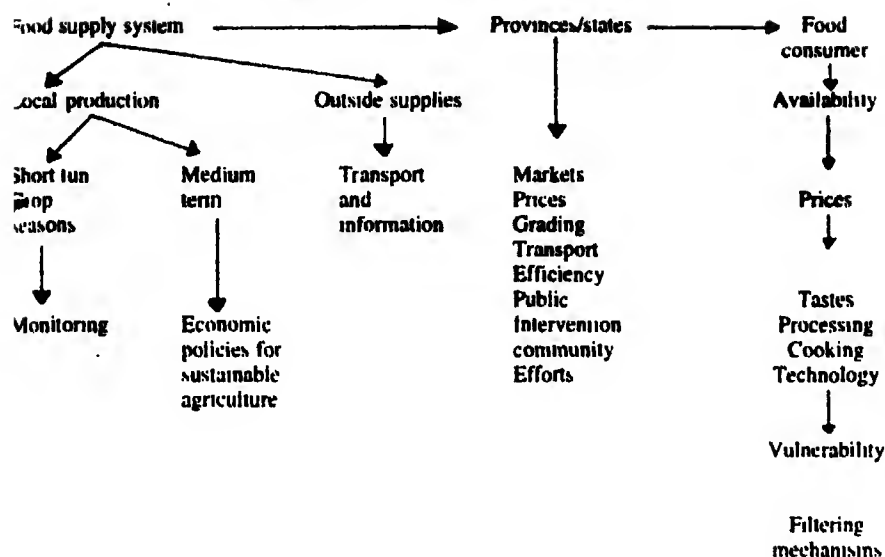 Food supply system
Provinces/states
Food
consumer
Local production
Outside supplies
Availability
Short run
Crop
seasons
Medium
term
Transport
and
information
Markets
Prices
Grading
Transport
Efficiency
Public
Intervention
community
Efforts
Prices
Monitoring
Economic
policies for
sustainable
agriculture
Tastes
Processing
Cooking
Technology
Vulnerability
Filtering
mechanisms